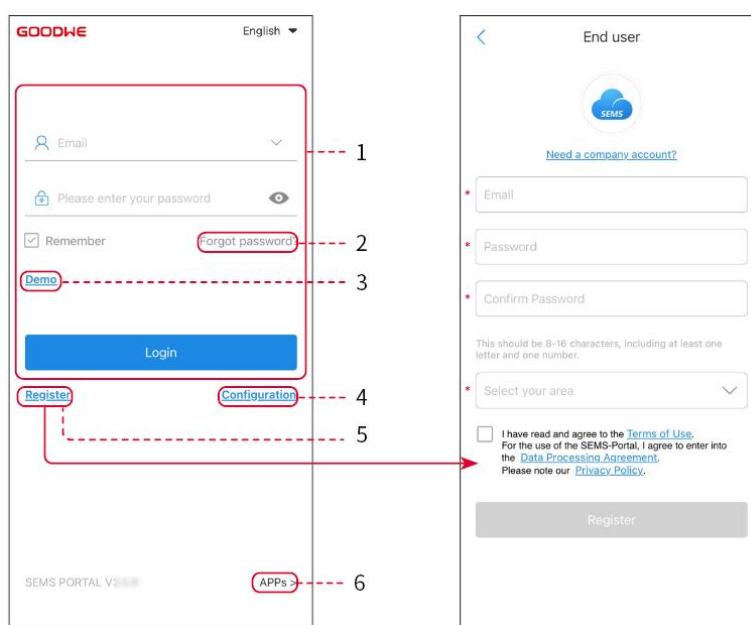 GOODWE
English
Email
1
Please enter your password
Remember
Forgot password?
2
Demo
3
Login
Register
Configuration
4
5
SEMS PORTAL
APPs >
6
End user
SEMS
Need a company account?
* Email
* Password
* Confirm Password
This should be 8-16 characters, including at least one
letter and one number.
* Select your area
I have read and agree to the Terms of Use.
For the use of the SEMS-Portal, I agree to enter into
the Data Processing Agreement.
Please note our Privacy Policy.
Register